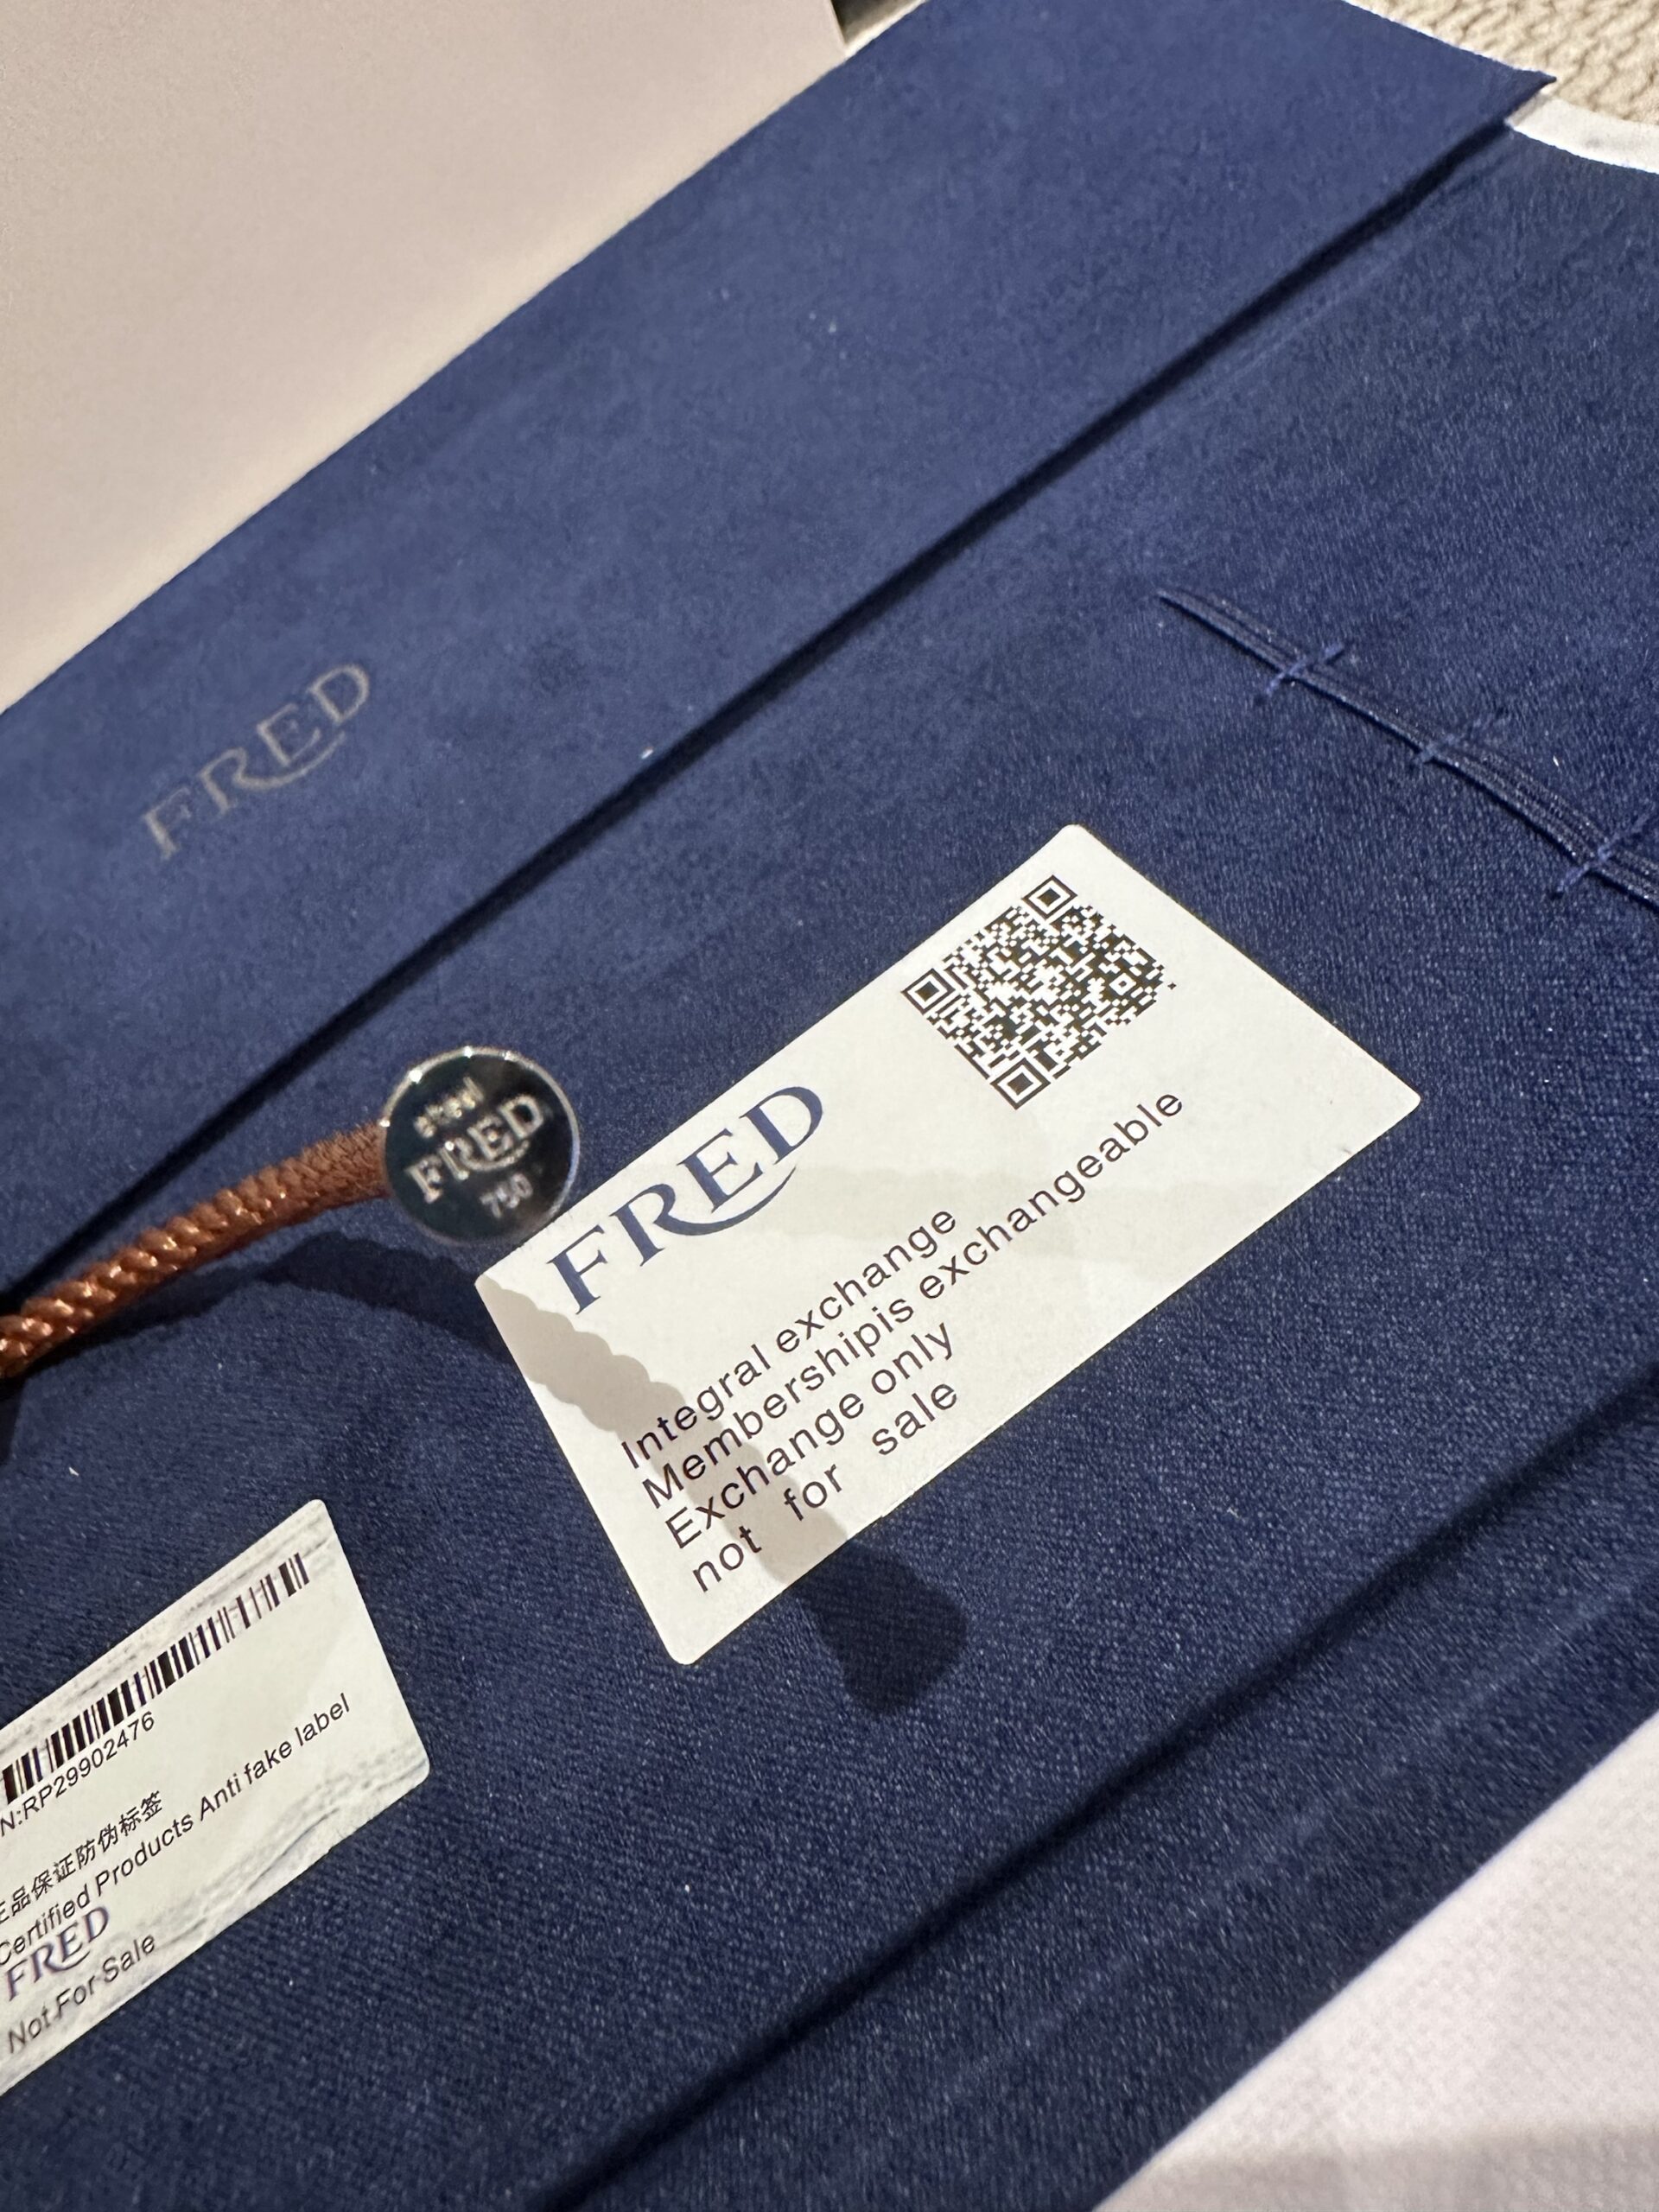 FRED
steel
FRED
750
FRED
Integral exchange
Membershipis exchangeable
Exchange only
not for sale
N:RP29902476
正品保证防伪标签
Certified Products Anti fake label
FRED
Not For Sale